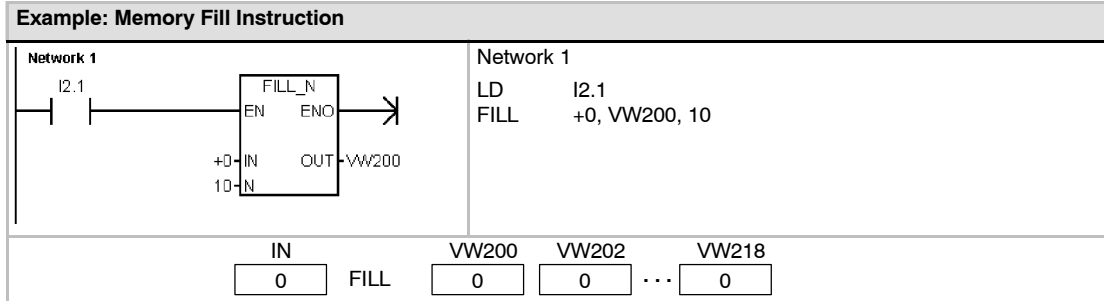 Example: Memory Fill Instruction
Network 1
I2.1
FILL_N
EN ENO
+0 IN OUT VW200
10 N
Network 1
LD I2.1
FILL +0, VW200, 10
IN VW200 VW202 VW218
0 FILL 0 0 ... 0